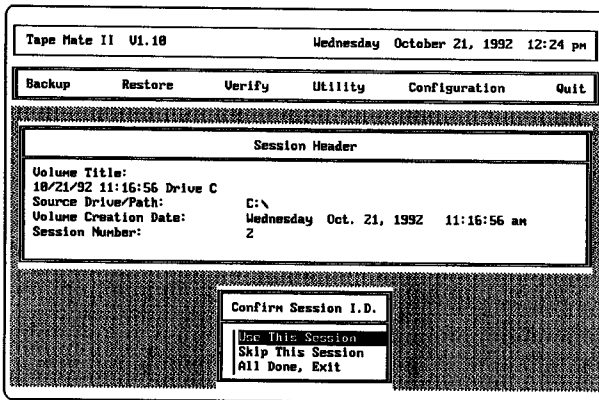 Tape Mate II V1.10 Wednesday October 21, 1992 12:24 pm
Backup Restore Verify Utility Configuration Quit
Session Header
Volume Title:
10/21/92 11:16:56 Drive C
Source Drive/Path: C:\
Volume Creation Date: Wednesday Oct. 21, 1992 11:16:56 am
Session Number: 2
Confirm Session I.D.
Use This Session
Skip This Session
All Done, Exit